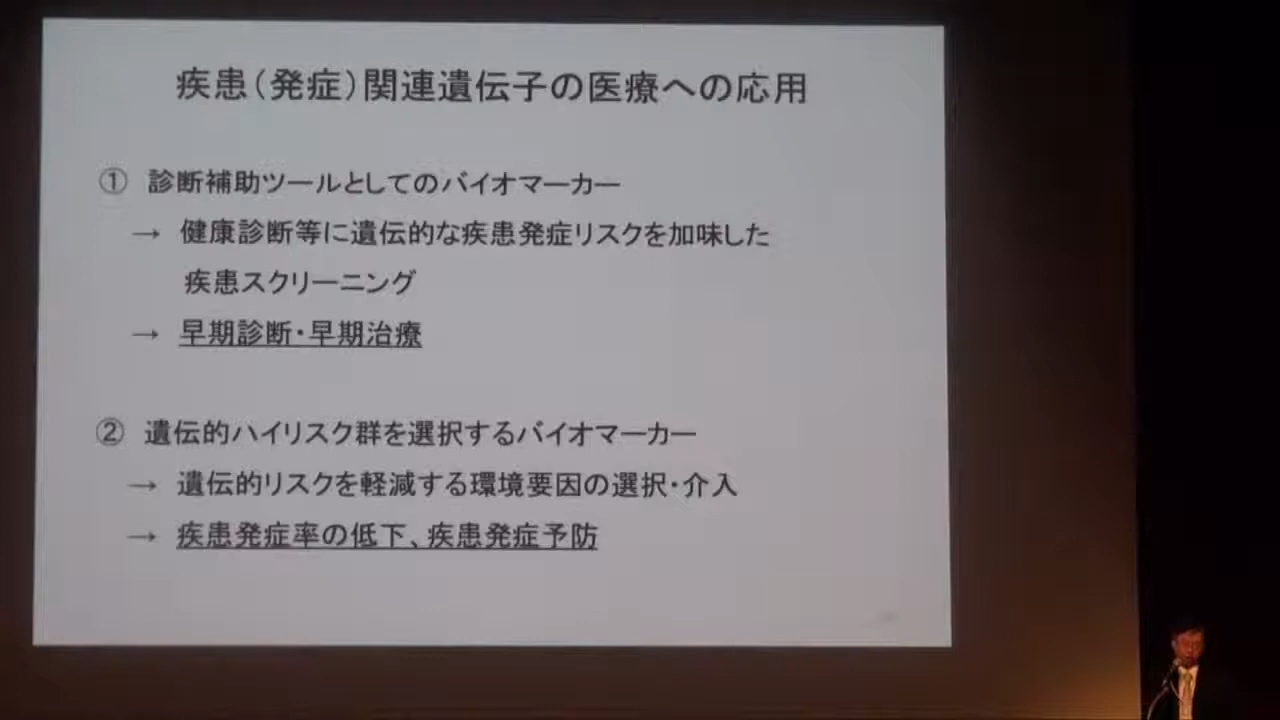 疾患（発症）関連遺伝子の医療への応用
① 診断補助ツールとしてのバイオマーカー
→ 健康診断等に遺伝的な疾患発症リスクを加味した
疾患スクリーニング
→ 早期診断・早期治療
② 遺伝的ハイリスク群を選択するバイオマーカー
→ 遺伝的リスクを軽減する環境要因の選択・介入
→ 疾患発症率の低下、疾患発症予防